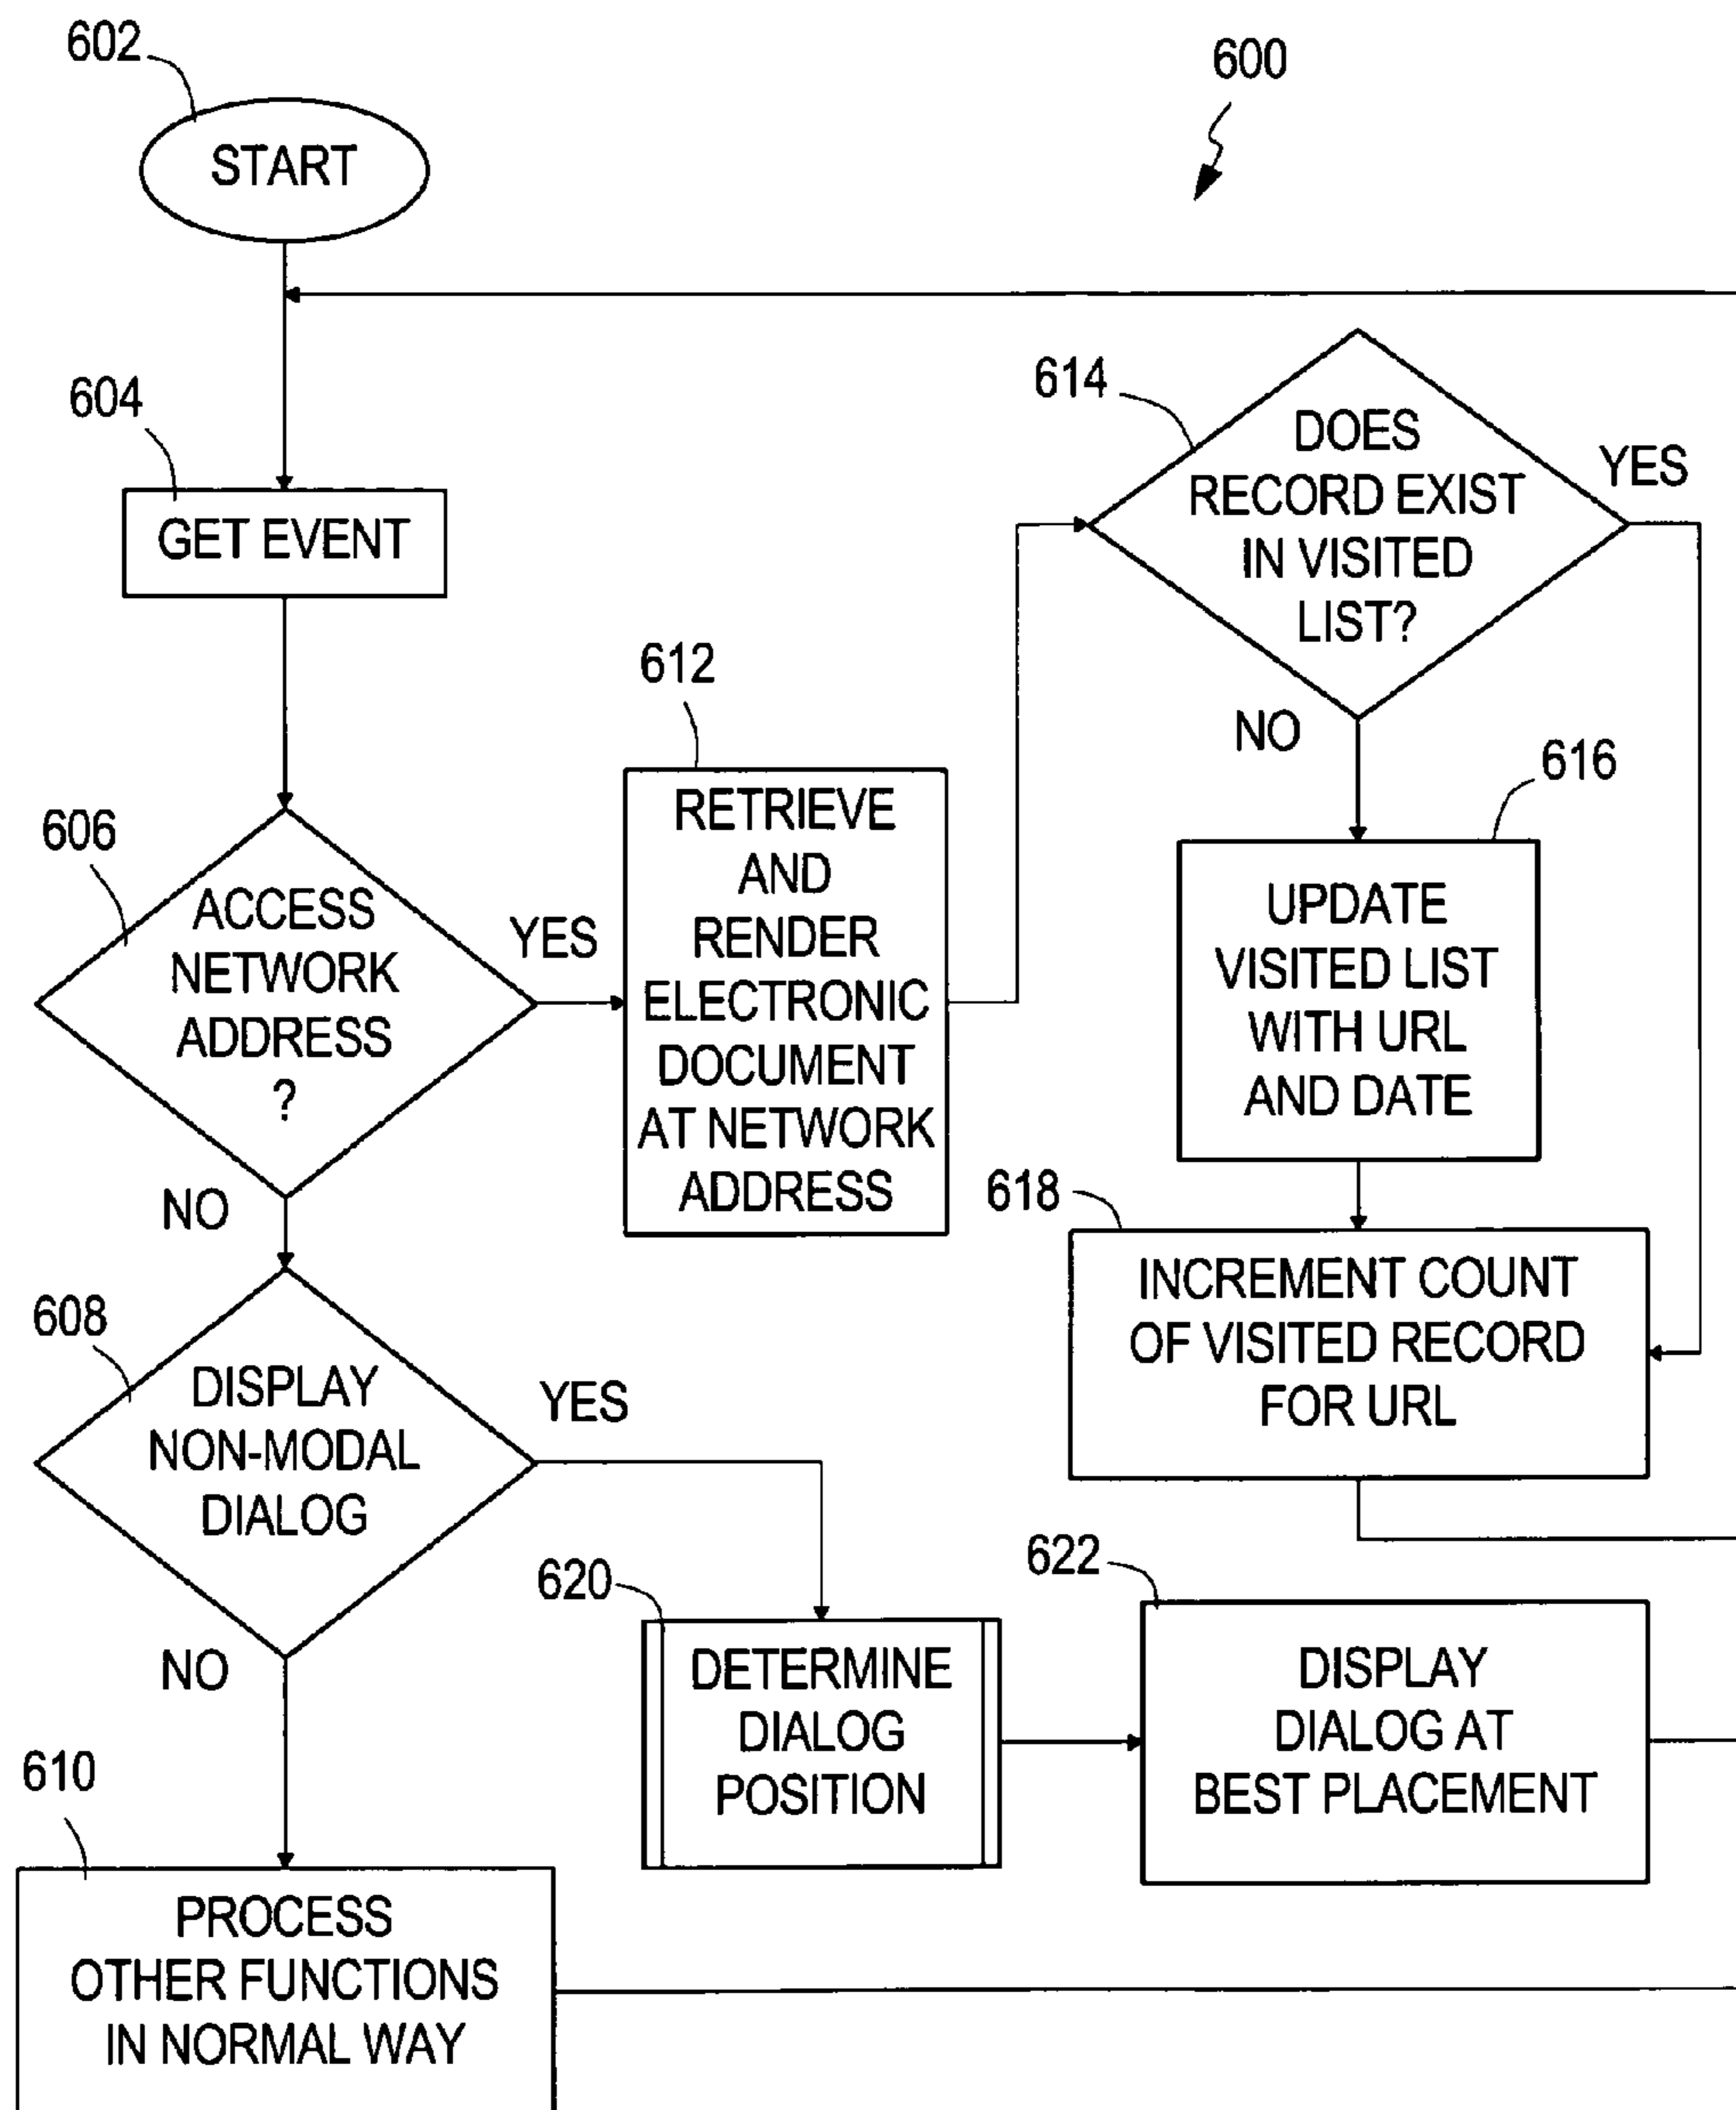 602
600
START
604
GET EVENT
606
ACCESS
NETWORK
ADDRESS
?
YES
NO
612
RETRIEVE
AND
RENDER
ELECTRONIC
DOCUMENT
AT NETWORK
ADDRESS
614
DOES
RECORD EXIST
IN VISITED
LIST?
YES
NO
616
UPDATE
VISITED LIST
WITH URL
AND DATE
618
INCREMENT COUNT
OF VISITED RECORD
FOR URL
608
DISPLAY
NON-MODAL
DIALOG
YES
NO
620
DETERMINE
DIALOG
POSITION
622
DISPLAY
DIALOG AT
BEST PLACEMENT
610
PROCESS
OTHER FUNCTIONS
IN NORMAL WAY